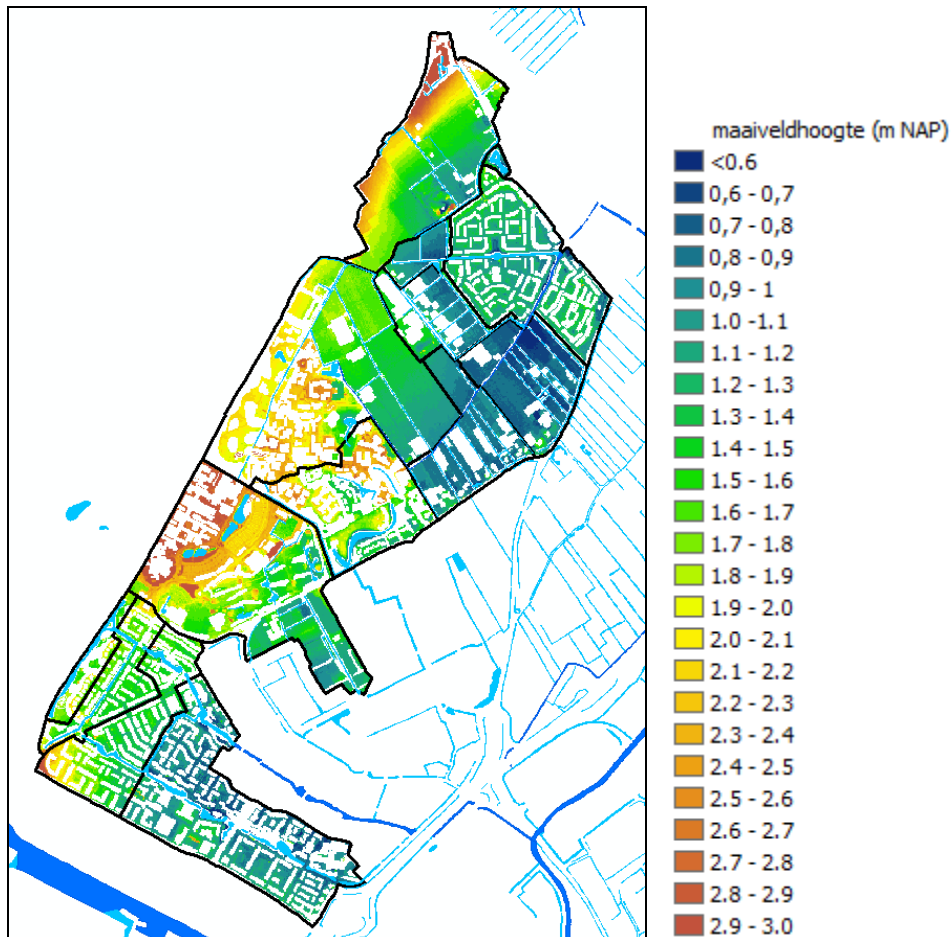 maaiveldhoogte (m NAP)
<0.6
0,6 - 0,7
0,7 - 0,8
0,8 - 0,9
0,9 - 1
1.0 -1.1
1.1 - 1.2
1.2 - 1.3
1.3 - 1.4
1.4 - 1.5
1.5 - 1.6
1.6 - 1.7
1.7 - 1.8
1.8 - 1.9
1.9 - 2.0
2.0 - 2.1
2.1 - 2.2
2.2 - 2.3
2.3 - 2.4
2.4 - 2.5
2.5 - 2.6
2.6 - 2.7
2.7 - 2.8
2.8 - 2.9
2.9 - 3.0